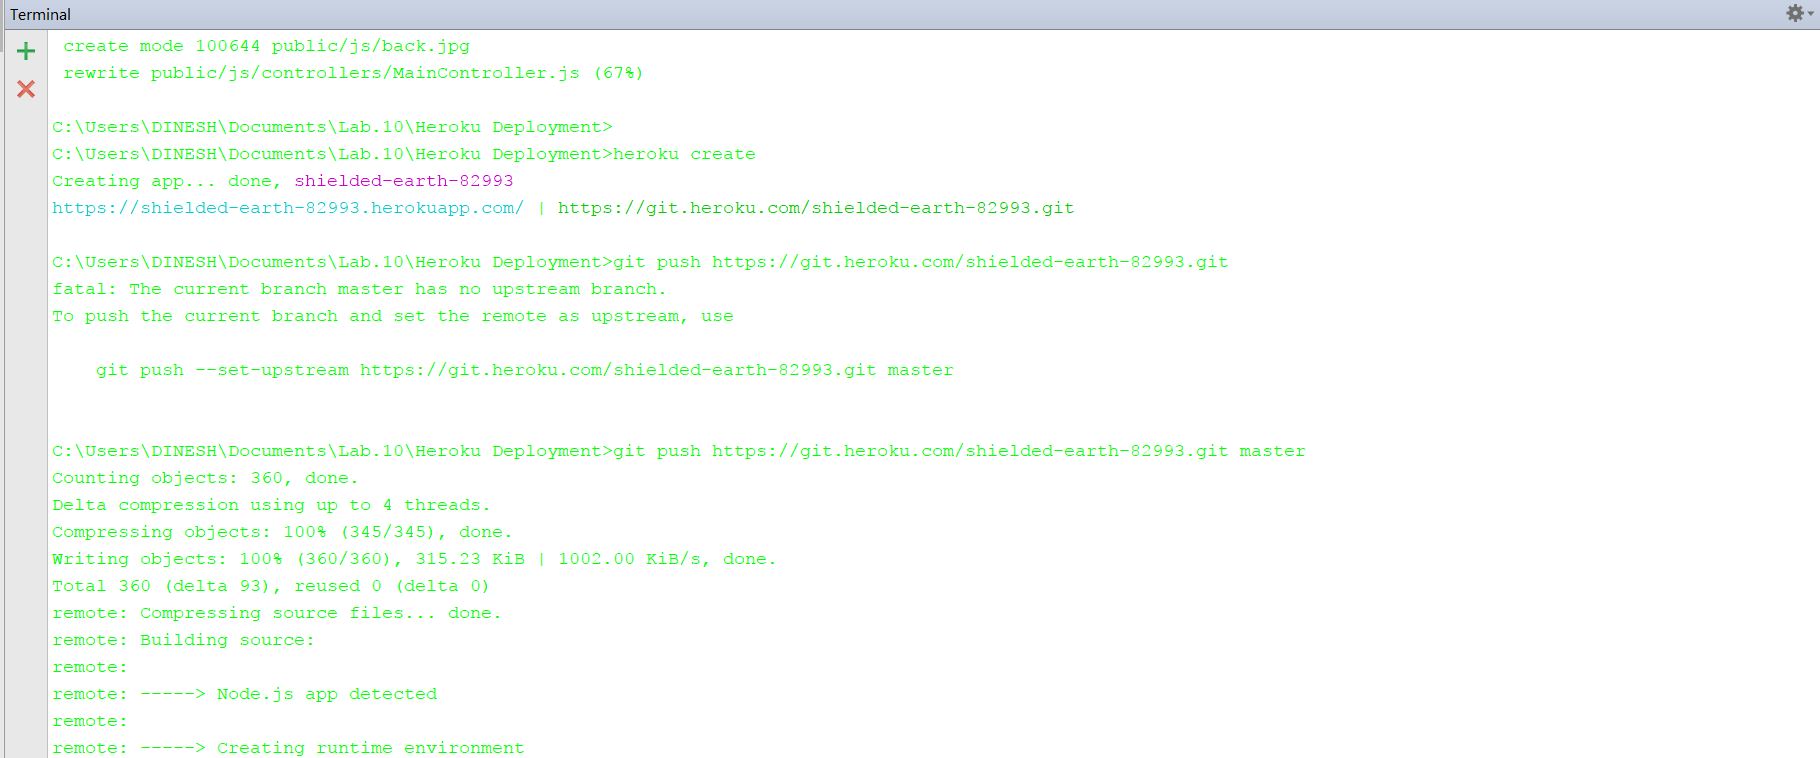 Terminal
create mode 100644 public/js/back.jpg
rewrite public/js/controllers/MainController.js (67%)
C:\Users\DINESH\Documents\Lab.10\Heroku Deployment>
C:\Users\DINESH\Documents\Lab.10\Heroku Deployment>heroku create
Creating app... done, shielded-earth-82993
https://shielded-earth-82993.herokuapp.com/ | https://git.heroku.com/shielded-earth-82993.git
C:\Users\DINESH\Documents\Lab.10\Heroku Deployment>git push https://git.heroku.com/shielded-earth-82993.git
fatal: The current branch master has no upstream branch.
To push the current branch and set the remote as upstream, use
git push --set-upstream https://git.heroku.com/shielded-earth-82993.git master
C:\Users\DINESH\Documents\Lab.10\Heroku Deployment>git push https://git.heroku.com/shielded-earth-82993.git master
Counting objects: 360, done.
Delta compression using up to 4 threads.
Compressing objects: 100% (345/345), done.
Writing objects: 100% (360/360), 315.23 KiB | 1002.00 KiB/s, done.
Total 360 (delta 93), reused 0 (delta 0)
remote: Compressing source files... done.
remote: Building source:
remote:
remote: -----> Node.js app detected
remote:
remote: -----> Creating runtime environment